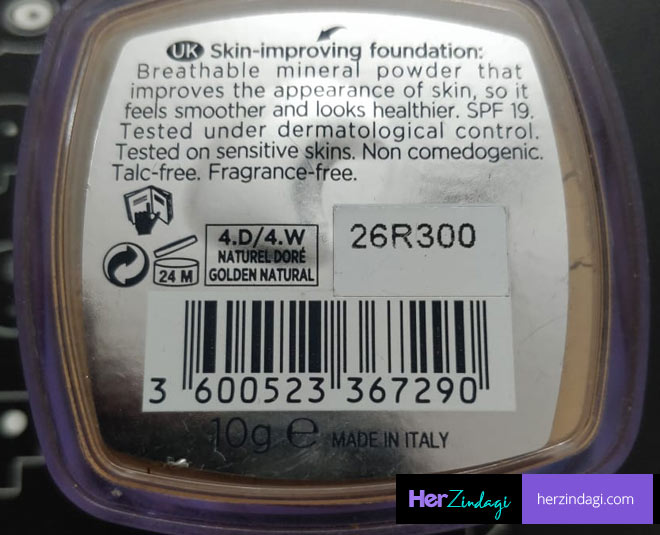 UK Skin-improving foundation:
Breathable mineral powder that
improves the appearance of skin, so it
feels smoother and looks healthier. SPF 19.
Tested under dermatological control.
Tested on sensitive skins. Non comedogenic.
Talc-free. Fragrance-free.
24 M
4.D/4.W
NATUREL DORÉ
GOLDEN NATURAL
26R300
3 600523 367290
10g e MADE IN ITALY
HerZindagi
herzindagi.com